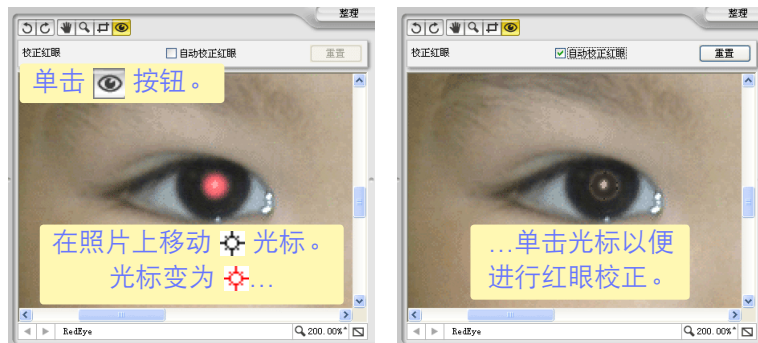 整理
校正红眼 自动校正红眼 重置
单击 按钮。
在照片上移动 光标。
光标变为 …
RedEye 200.00%
整理
校正红眼 自动校正红眼 重置
…单击光标以便
进行红眼校正。
RedEye 200.00%